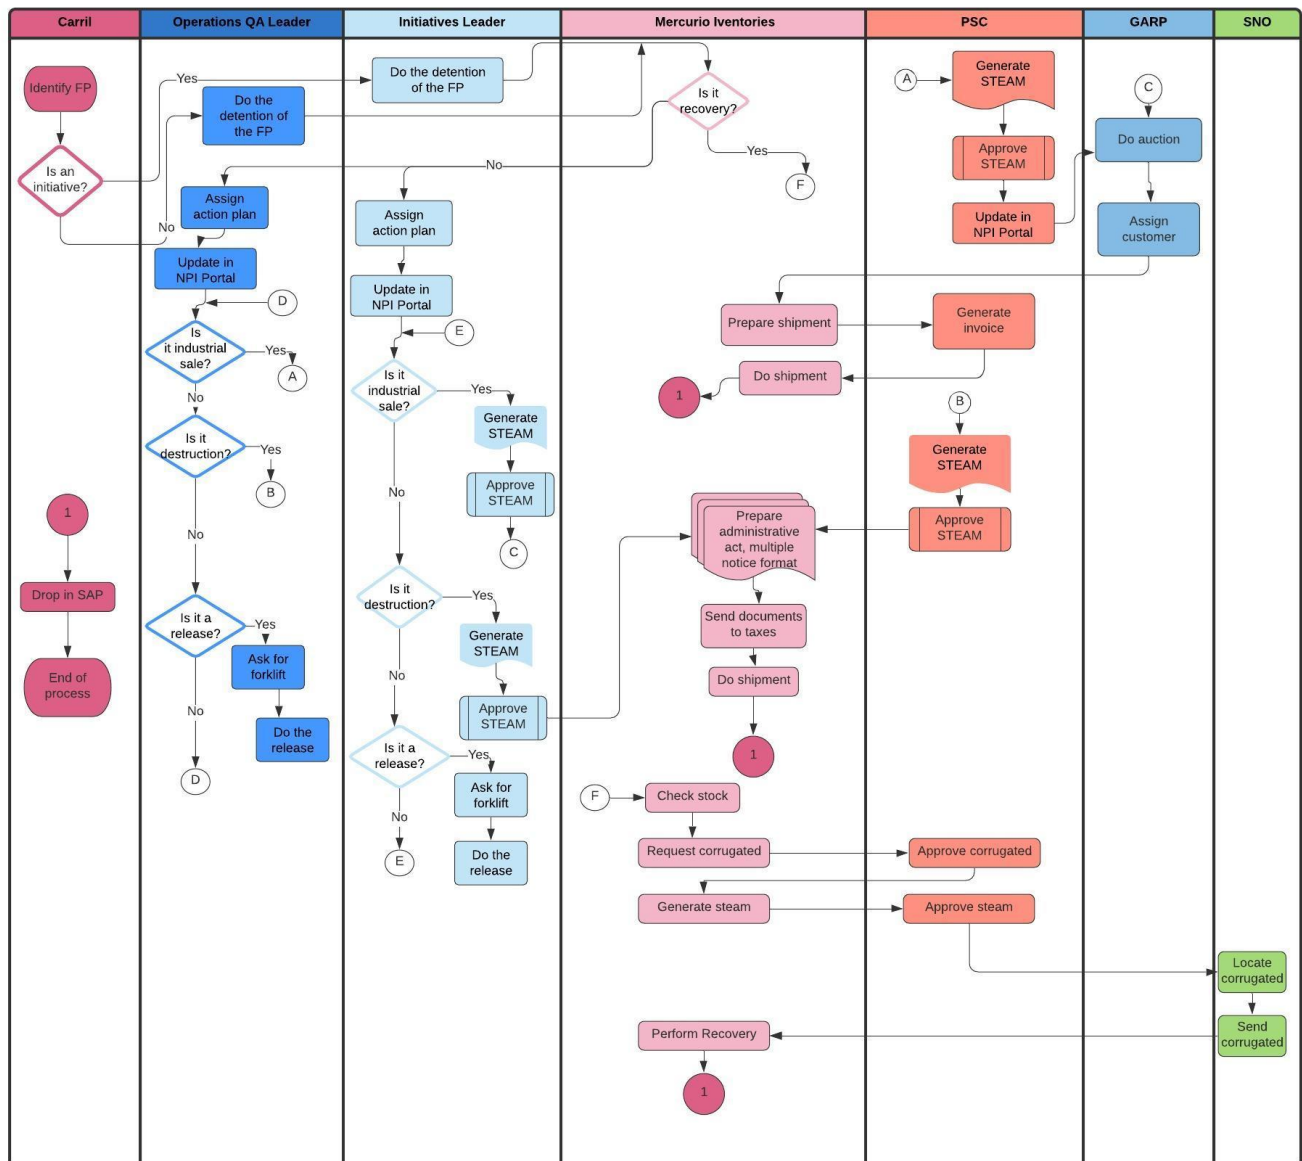 Carril
Operations QA Leader
Initiatives Leader
Mercurio Iventories
PSC
GARP
SNO
Identify FP
Is an
initiative?
Yes
No
1
Drop in SAP
End of
process
Do the
detention of
the FP
Assign
action plan
Update in
NPI Portal
D
Is
it industrial
sale?
Yes
A
No
Is it
destruction?
Yes
B
No
Is it a
release?
Yes
Ask for
forklift
Do the
release
No
D
Do the detention
of the FP
No
Assign
action plan
Update in
NPI Portal
E
Is it
industrial
sale?
Yes
Generate
STEAM
Approve
STEAM
C
No
Is it
destruction?
Yes
Generate
STEAM
Approve
STEAM
No
Is it a
release?
Yes
Ask for
forklift
Do the
release
No
E
Is it
recovery?
Yes
F
Prepare shipment
Do shipment
1
Prepare
administrative
act, multiple
notice format
Send documents
to taxes
Do shipment
1
F
Check stock
Request corrugated
Generate steam
Perform Recovery
1
A
Generate
STEAM
Approve
STEAM
Update in
NPI Portal
Generate
invoice
B
Generate
STEAM
Approve
STEAM
Approve corrugated
Approve steam
C
Do auction
Assign
customer
Locate
corrugated
Send
corrugated